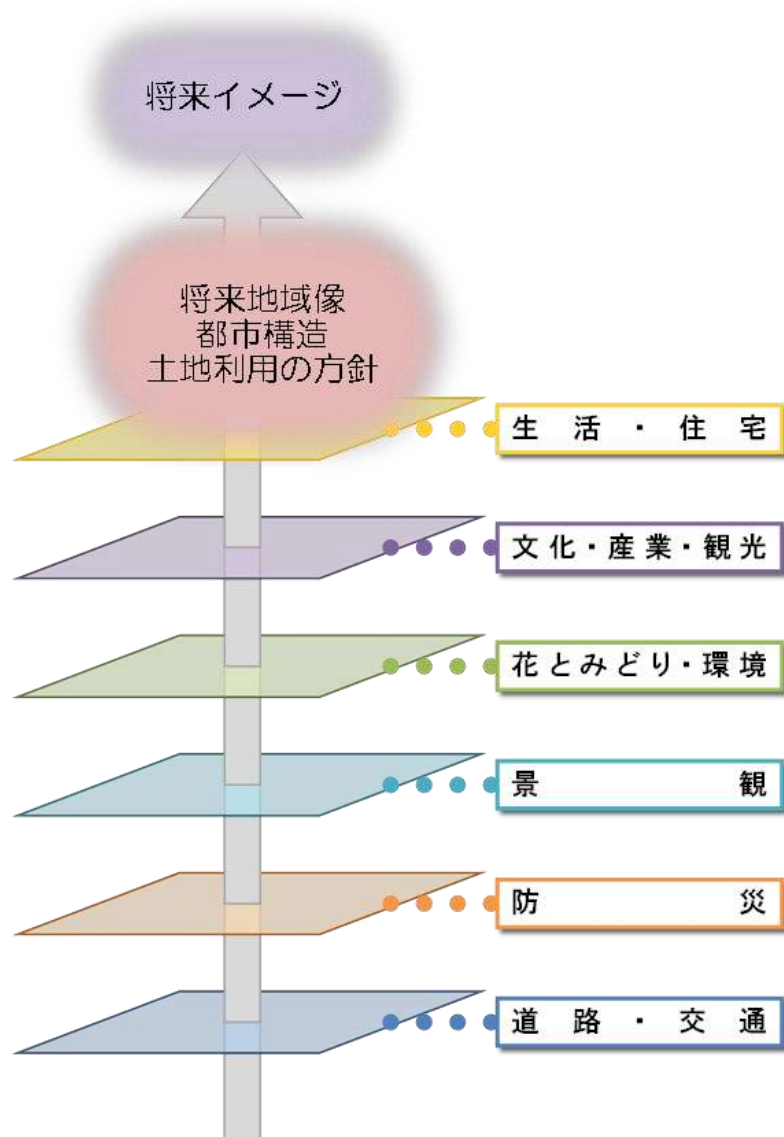 将来イメージ
将来地域像
都市構造
土地利用の方針
生活・住宅
文化・産業・観光
花とみどり・環境
景観
防災
道路・交通